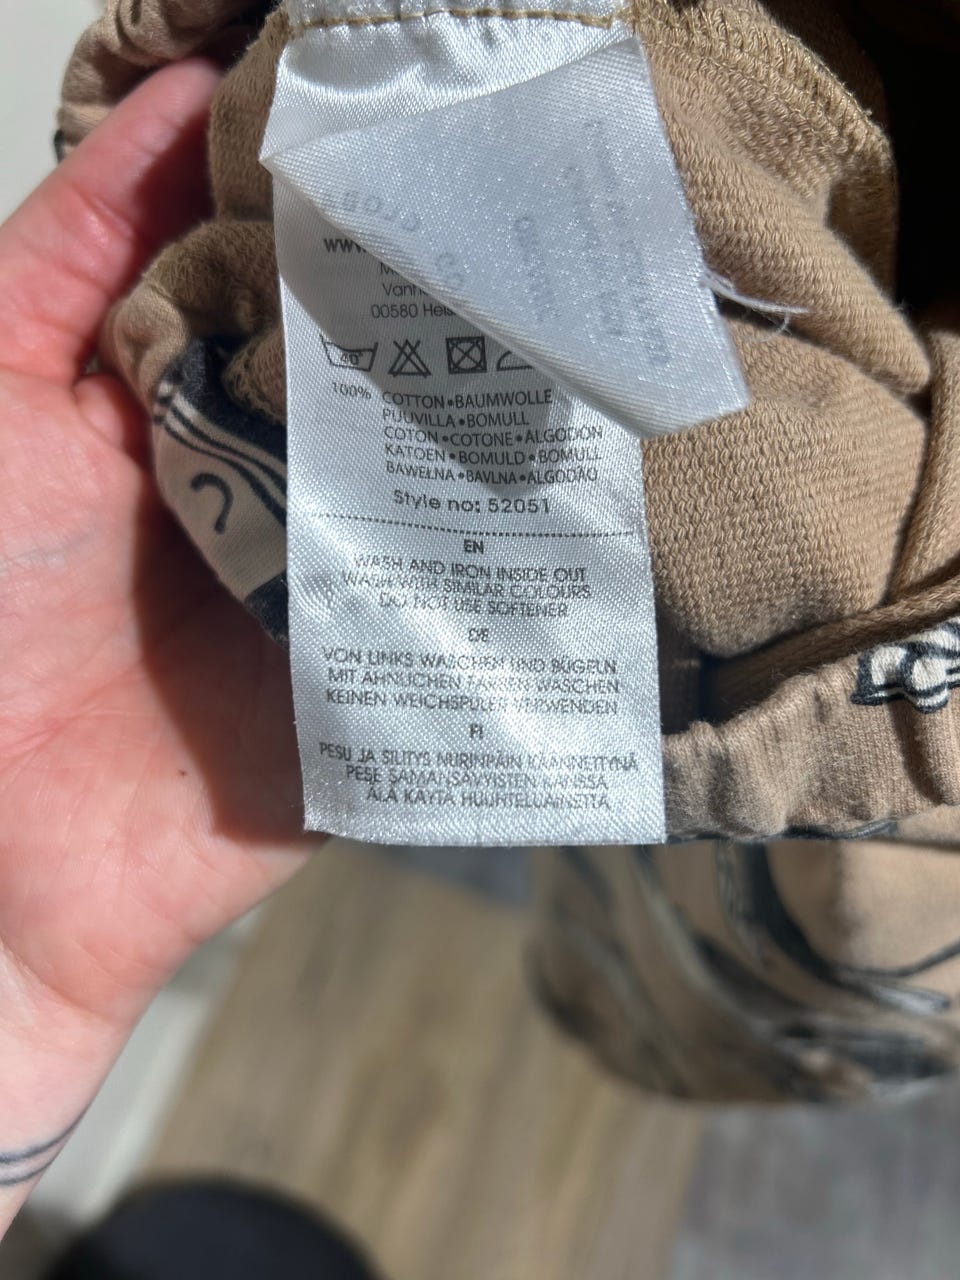 00580
40°
100% COTTON•BAUMWOLLE
PUUVILLA•BOMULL
COTON•COTONE•ALGODON
KATOEN•BOMULD•BOMULL
BAWEŁNA•BAVLNA•ALGODÃO
Style no: 52051
EN
WASH AND IRON INSIDE OUT
WASH WITH SIMILAR COLOURS
DO NOT USE SOFTENER
DE
VON LINKS WASCHEN UND BÜGELN
MIT ÄHNLICHEN FARBEN WASCHEN
KEINEN WEICHSPÜLER VERWENDEN
FI
PESU JA SILITYS NURINPÄIN KÄÄNNETTYNÄ
PESE SAMANSÄVYISTEN KANSSA
ÄLÄ KÄYTÄ HUUHTELUAINETTA
?